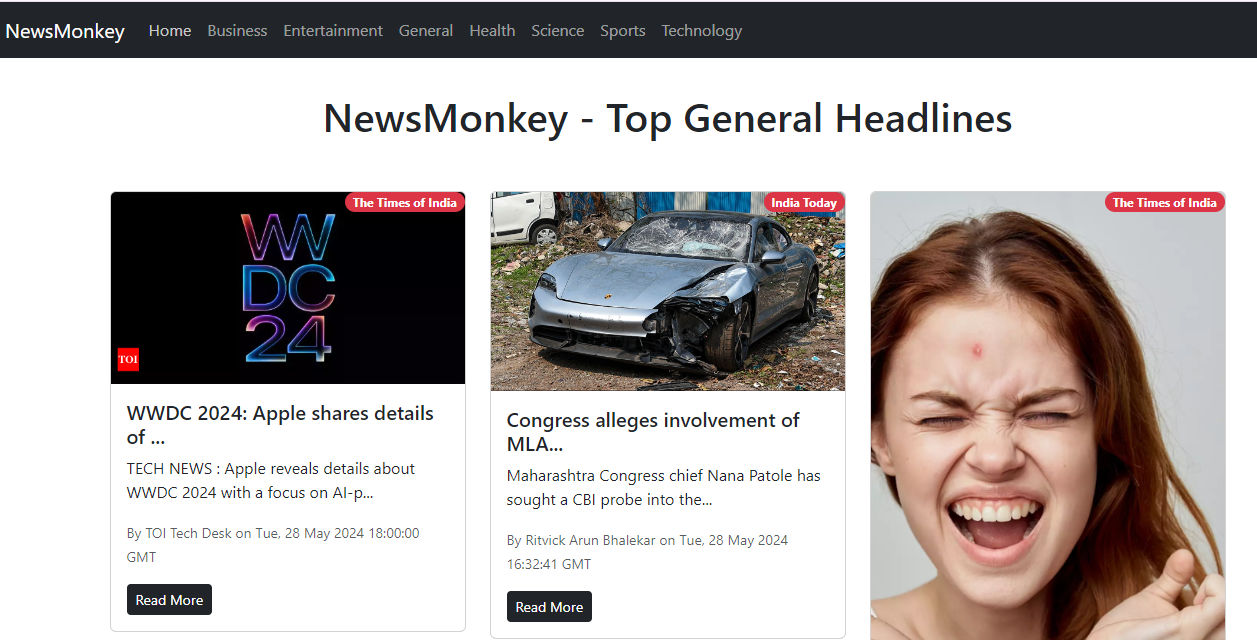 NewsMonkey Home Business Entertainment General Health Science Sports Technology
NewsMonkey - Top General Headlines
The Times of India
WW
DC
24
TOI
WWDC 2024: Apple shares details
of ...
TECH NEWS : Apple reveals details about
WWDC 2024 with a focus on AI-p...
By TOI Tech Desk on Tue, 28 May 2024 18:00:00
GMT
Read More
India Today
Congress alleges involvement of
MLA...
Maharashtra Congress chief Nana Patole has
sought a CBI probe into the...
By Ritvick Arun Bhalekar on Tue, 28 May 2024
16:32:41 GMT
Read More
The Times of India